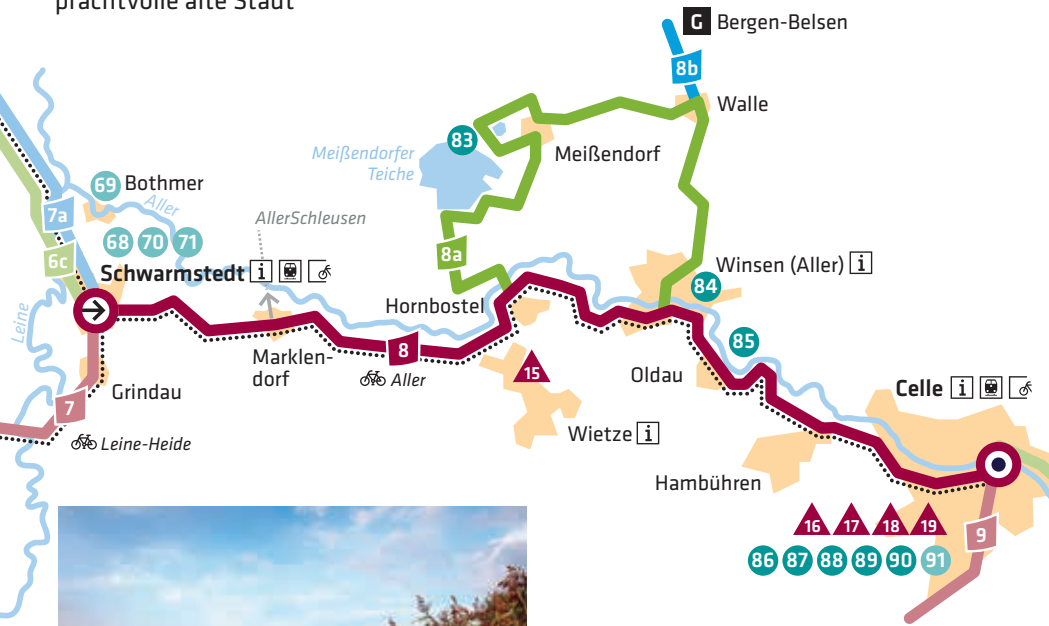 prachtvolle alte Stadt
G Bergen-Belsen
8b
Walle
83
Meißendorf
Meißendorfer
Teiche
69 Bothmer
Aller
7a
AllerSchleusen
68 70 71
6c
8a
Schwarmstedt i
Winsen (Aller) i
84
Hornbostel
Leine
85
Marklen-
dorf
8
Aller
15
Oldau
Grindau
Celle i
7
Leine-Heide
Wietze i
Hambühren
16 17 18 19
9
86 87 88 89 90 91